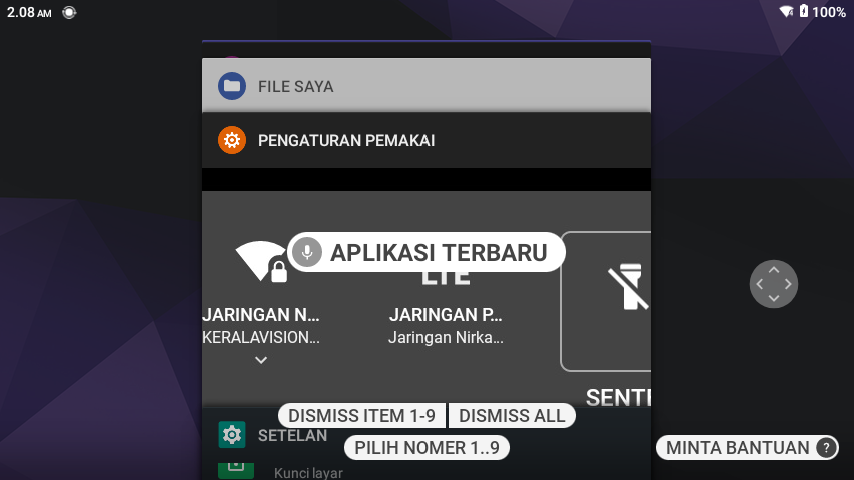 2.08 AM
100%
FILE SAYA
PENGATURAN PEMAKAI
APLIKASI TERBARU
LTE
JARINGAN N...
JARINGAN P...
KERALAVISION...
Jaringan Nirka...
SENTE
DISMISS ITEM 1-9
DISMISS ALL
SETELAN
PILIH NOMER 1..9
MINTA BANTUAN ?
Kunci layar